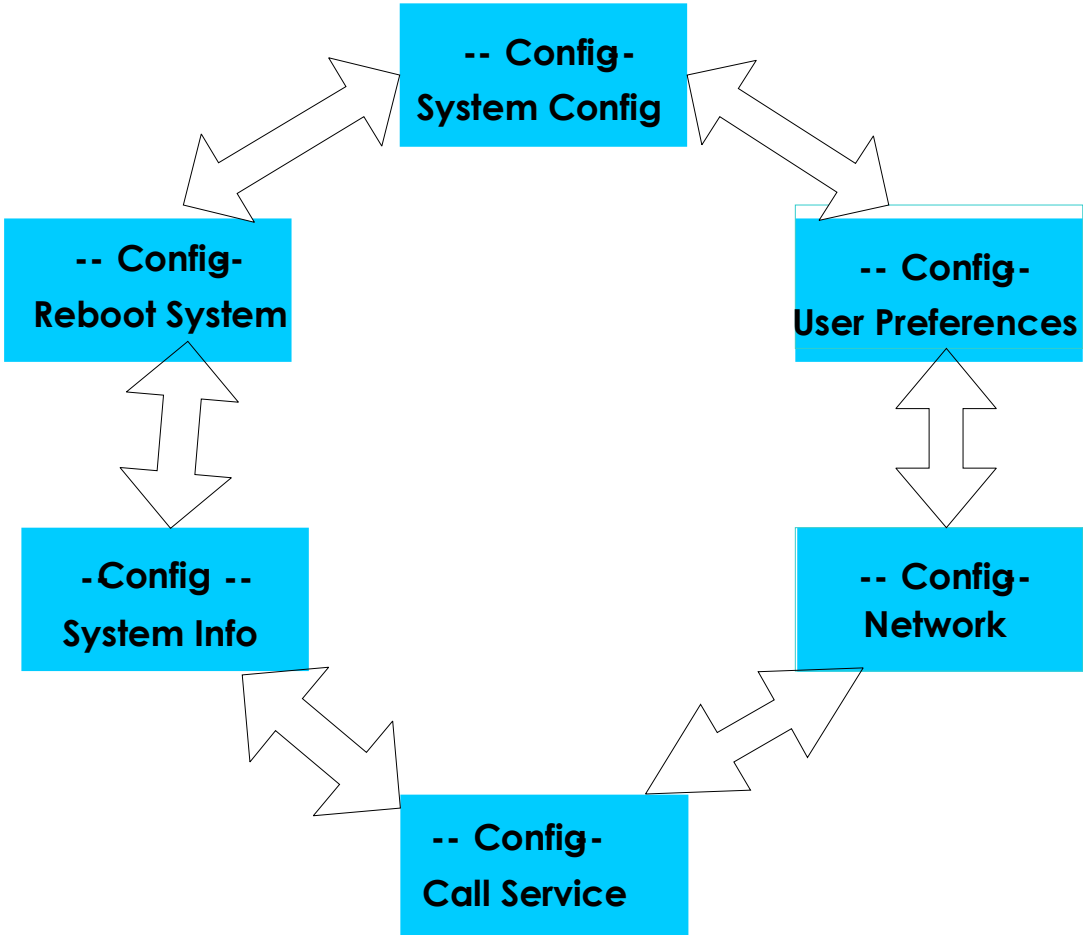 -- Config-
System Config
-- Config-
Reboot System
-- Config-
User Preferences
--Config --
System Info
-- Config-
Network
-- Config-
Call Service